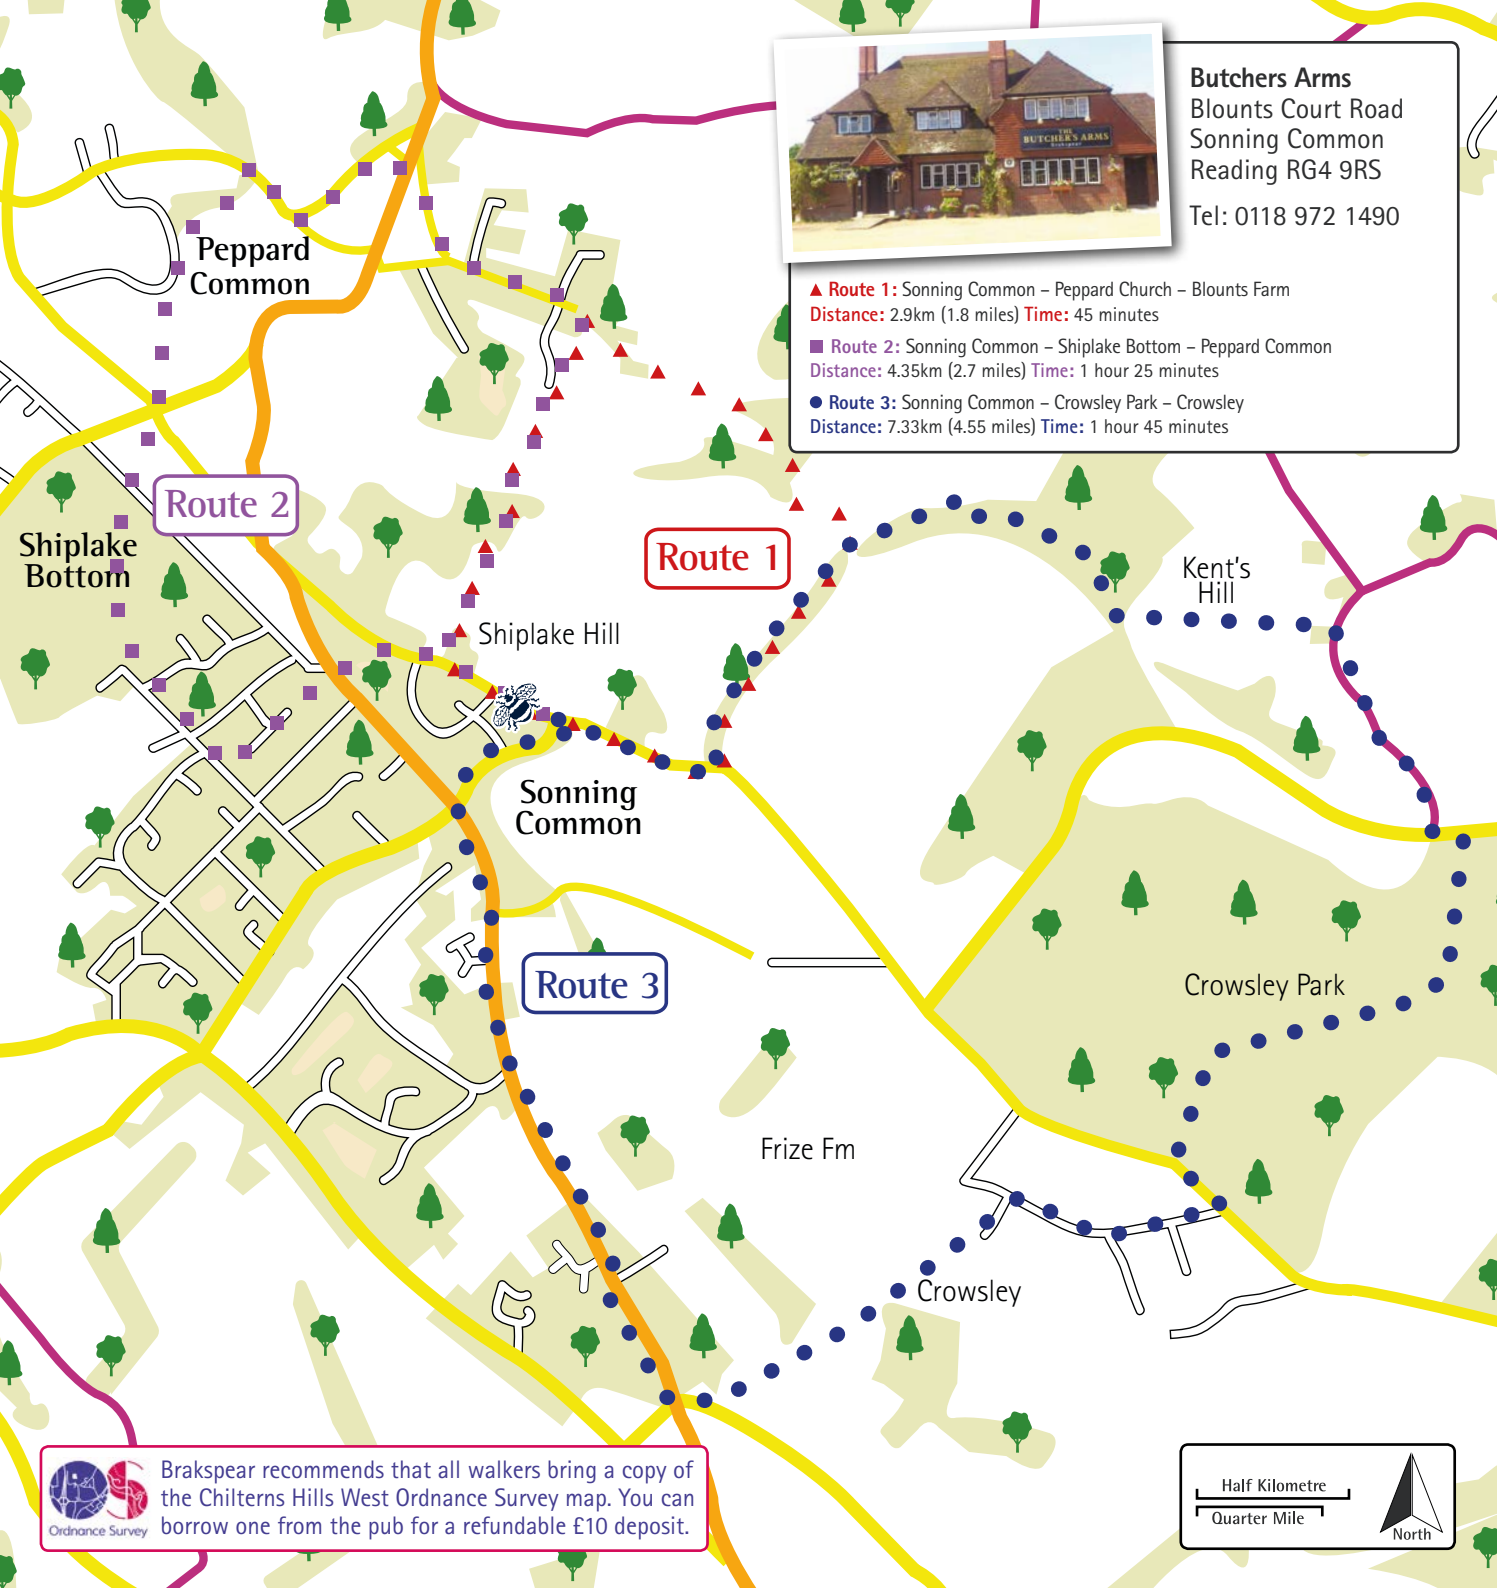 Butchers Arms
Blounts Court Road
Sonning Common
Reading RG4 9RS
Tel: 0118 972 1490
THE
BUTCHER'S ARMS
Brakspear
▲ Route 1: Sonning Common – Peppard Church – Blounts Farm
Distance: 2.9km (1.8 miles) Time: 45 minutes
■ Route 2: Sonning Common – Shiplake Bottom – Peppard Common
Distance: 4.35km (2.7 miles) Time: 1 hour 25 minutes
● Route 3: Sonning Common – Crowsley Park – Crowsley
Distance: 7.33km (4.55 miles) Time: 1 hour 45 minutes
Peppard
Common
Route 2
Shiplake
Bottom
Route 1
Kent's
Hill
Shiplake Hill
Sonning
Common
Route 3
Crowsley Park
Frize Fm
Crowsley
Brakspear recommends that all walkers bring a copy of
the Chilterns Hills West Ordnance Survey map. You can
borrow one from the pub for a refundable £10 deposit.
OS
Ordnance Survey
Half Kilometre
Quarter Mile
North